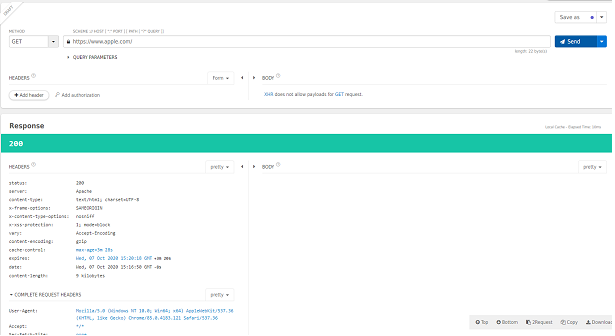 DRAFT
Save as
METHOD
SCHEME :// HOST [ ":" PORT ] [ PATH [ "?" QUERY ]]
GET
https://www.apple.com/
Send
length: 22 byte(s)
QUERY PARAMETERS
HEADERS
Form
BODY
+ Add header
Add authorization
XHR does not allow payloads for GET request.
Response
Local Cache - Elapsed Time:
200
HEADERS
pretty
BODY
pretty
status: 200
server: Apache
content-type: text/html; charset=UTF-8
x-frame-options: SAMEORIGIN
x-content-type-options: nosniff
x-xss-protection: 1; mode=block
vary: Accept-Encoding
content-encoding: gzip
cache-control: max-age=3m 28s
expires: Wed, 07 Oct 2020 15:20:18 GMT
date: Wed, 07 Oct 2020 15:16:50 GMT
content-length: 9 kilobytes
COMPLETE REQUEST HEADERS
pretty
User-Agent: Mozilla/5.0 (Windows NT 10.0; Win64; x64) AppleWebKit/537.36
(KHTML, like Gecko) Chrome/85.0.4183.121 Safari/537.36
Accept: */*
Top
Bottom
2Request
Copy
Download